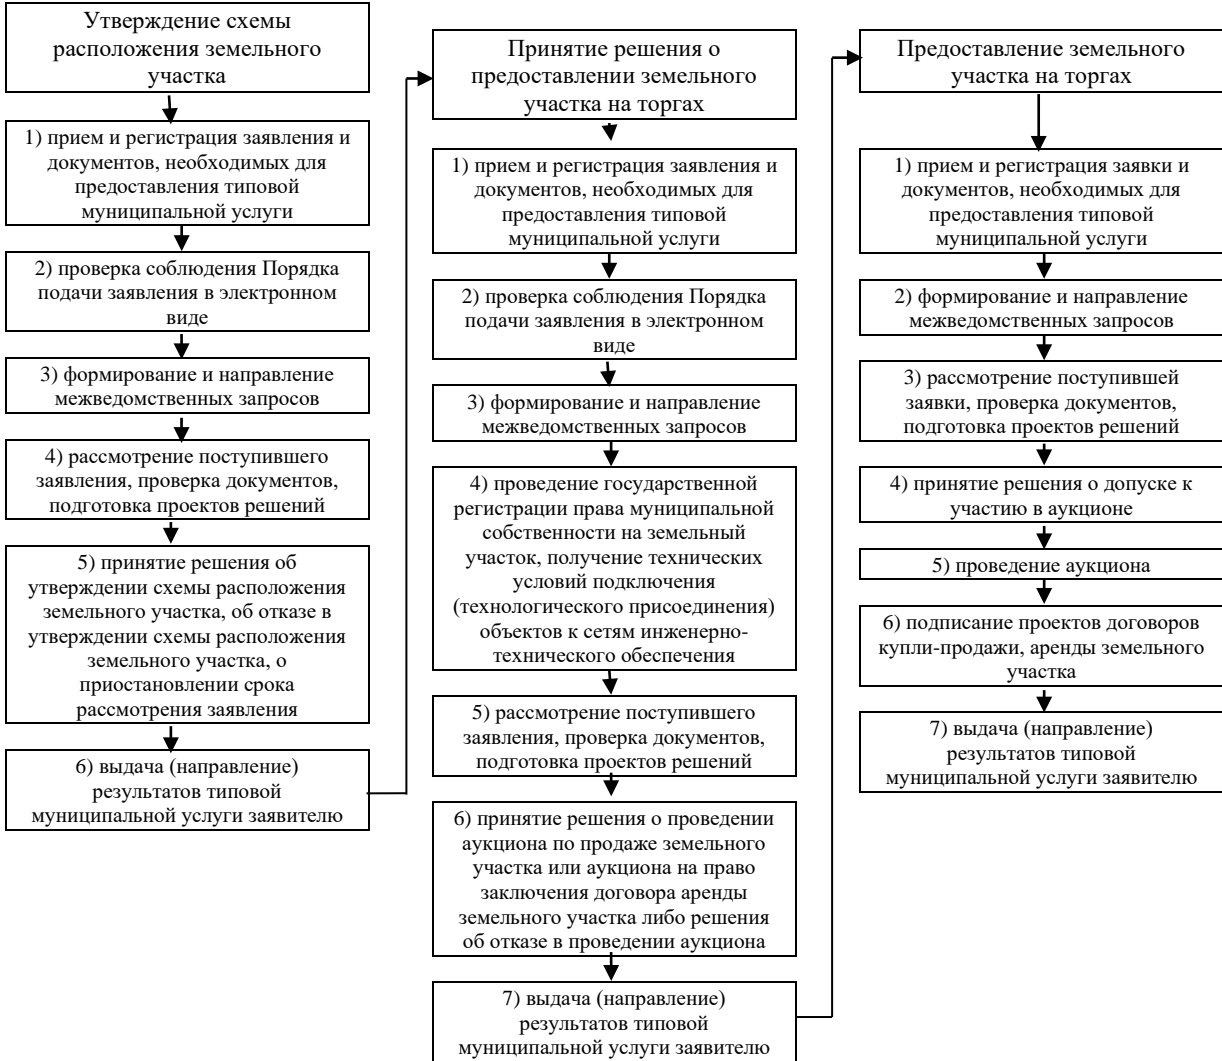 Утверждение схемы
расположения земельного
участка
1) прием и регистрация заявления и
документов, необходимых для
предоставления типовой
муниципальной услуги
2) проверка соблюдения Порядка
подачи заявления в электронном
виде
3) формирование и направление
межведомственных запросов
4) рассмотрение поступившего
заявления, проверка документов,
подготовка проектов решений
5) принятие решения об
утверждении схемы расположения
земельного участка, об отказе в
утверждении схемы расположения
земельного участка, о
приостановлении срока
рассмотрения заявления
6) выдача (направление)
результатов типовой
муниципальной услуги заявителю
Принятие решения о
предоставлении земельного
участка на торгах
1) прием и регистрация заявления и
документов, необходимых для
предоставления типовой
муниципальной услуги
2) проверка соблюдения Порядка
подачи заявления в электронном
виде
3) формирование и направление
межведомственных запросов
4) проведение государственной
регистрации права муниципальной
собственности на земельный
участок, получение технических
условий подключения
(технологического присоединения)
объектов к сетям инженерно-
технического обеспечения
5) рассмотрение поступившего
заявления, проверка документов,
подготовка проектов решений
6) принятие решения о проведении
аукциона по продаже земельного
участка или аукциона на право
заключения договора аренды
земельного участка либо решения
об отказе в проведении аукциона
7) выдача (направление)
результатов типовой
муниципальной услуги заявителю
Предоставление земельного
участка на торгах
1) прием и регистрация заявки и
документов, необходимых для
предоставления типовой
муниципальной услуги
2) формирование и направление
межведомственных запросов
3) рассмотрение поступившей
заявки, проверка документов,
подготовка проектов решений
4) принятие решения о допуске к
участию в аукционе
5) проведение аукциона
6) подписание проектов договоров
купли-продажи, аренды земельного
участка
7) выдача (направление)
результатов типовой
муниципальной услуги заявителю